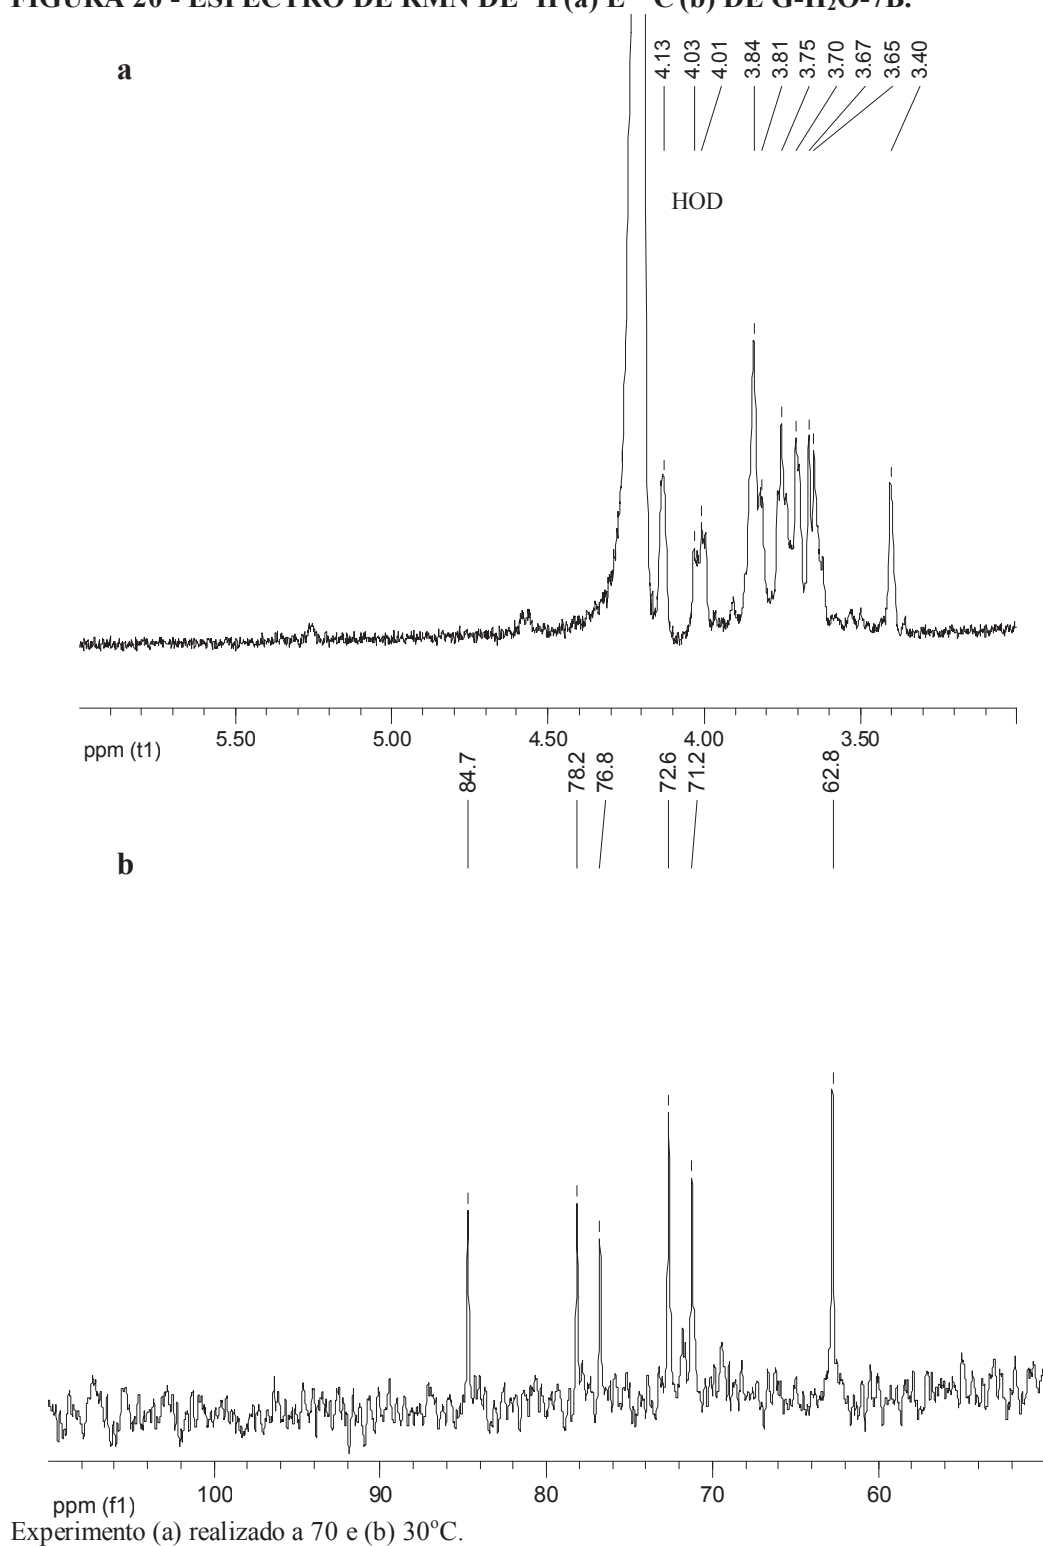 FIGURA - ESPECTRO DE RMN DE H (a) E C (b) DE G-H₂O-7B.
a
4.13 4.03 4.01 3.84 3.81 3.75 3.70 3.67 3.65 3.40
HOD
5.50 5.00 4.50 4.00 3.50
ppm (t1)
84.7 78.2 76.8 72.6 71.2 62.8
b
100 90 80 70 60
ppm (f1)
Experimento (a) realizado a 70 e (b) 30°C.